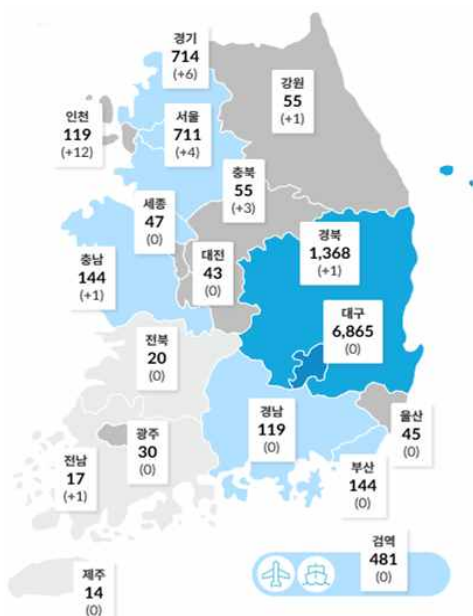 경기
714
(+6)
강원
55
(+1)
인천
119
(+12)
서울
711
(+4)
충북
55
(+3)
세종
47
(0)
대전
43
(0)
경북
1,368
(+1)
충남
144
(+1)
대구
6,865
(0)
전북
20
(0)
경남
119
(0)
울산
45
(0)
광주
30
(0)
전남
17
(+1)
부산
144
(0)
검역
481
(0)
제주
14
(0)